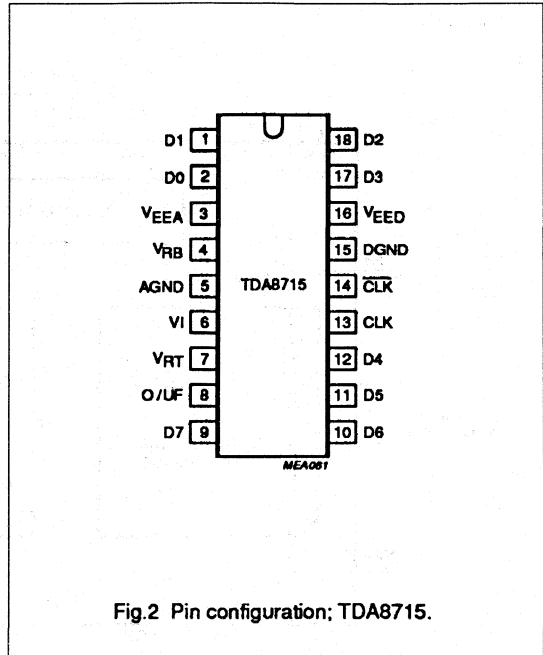 D1 1 18 D2
D0 2 17 D3
VEEA 3 16 VEED
VRB 4 15 DGND
AGND 5 TDA8715 14 C̅L̅K̅
VI 6 13 CLK
VRT 7 12 D4
O/UF 8 11 D5
D7 9 10 D6
MEA061
Fig.2 Pin configuration; TDA8715.